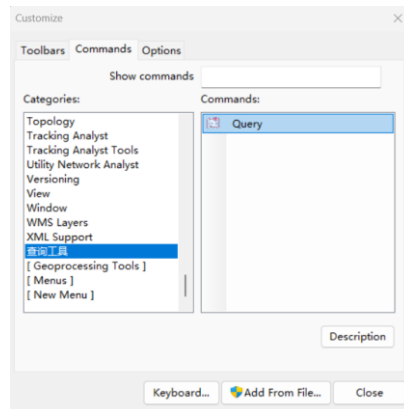 Customize
Toolbars Commands Options
Show commands
Categories: Commands:
Topology
Tracking Analyst
Tracking Analyst Tools
Utility Network Analyst
Versioning
View
Window
WMS Layers
XML Support
查询工具
[ Geoprocessing Tools ]
[ Menus ]
[ New Menu ]
Query
Description
Keyboard... Add From File... Close